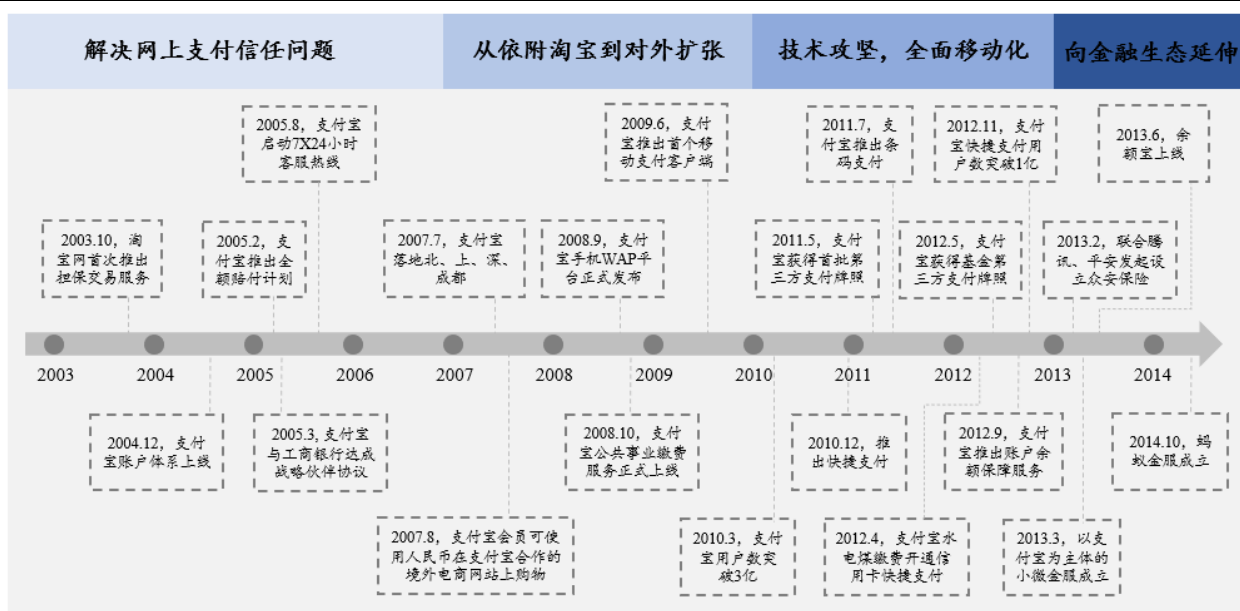 解决网上支付信任问题
从依附淘宝到对外扩张
技术攻坚，全面移动化
向金融生态延伸
2005.8，支付宝
启动7X24小时
客服热线
2009.6，支付
宝推出首个移
动支付客户端
2011.7，支
付宝推出条
码支付
2012.11，支付
宝快捷支付用
户数突破1亿
2013.6，余
额宝上线
2003.10，淘
宝网首次推出
担保交易服务
2005.2，支
付宝推出全
额赔付计划
2007.7，支付宝
落地北、上、深、
成都
2008.9，支付
宝手机WAP平
台正式发布
2011.5，支付
宝获得首批第
三方支付牌照
2012.5，支付
宝获得基金第
三方支付牌照
2013.2，联合腾
讯、平安发起设
立众安保险
2003
2004
2005
2006
2007
2008
2009
2010
2011
2012
2013
2014
2004.12，支付
宝账户体系上线
2005.3,支付宝
与工商银行达成
战略伙伴协议
2008.10，支付
宝公共事业缴费
服务正式上线
2010.12，推
出快捷支付
2012.9，支付
宝推出账户余
额保障服务
2014.10，蚂
蚁金服成立
2007.8，支付宝会员可使
用人民币在支付宝合作的
境外电商网站上购物
2010.3，支付
宝用户数突
破3亿
2012.4，支付宝水
电煤缴费开通信
用卡快捷支付
2013.3，以支
付宝为主体的
小微金服成立